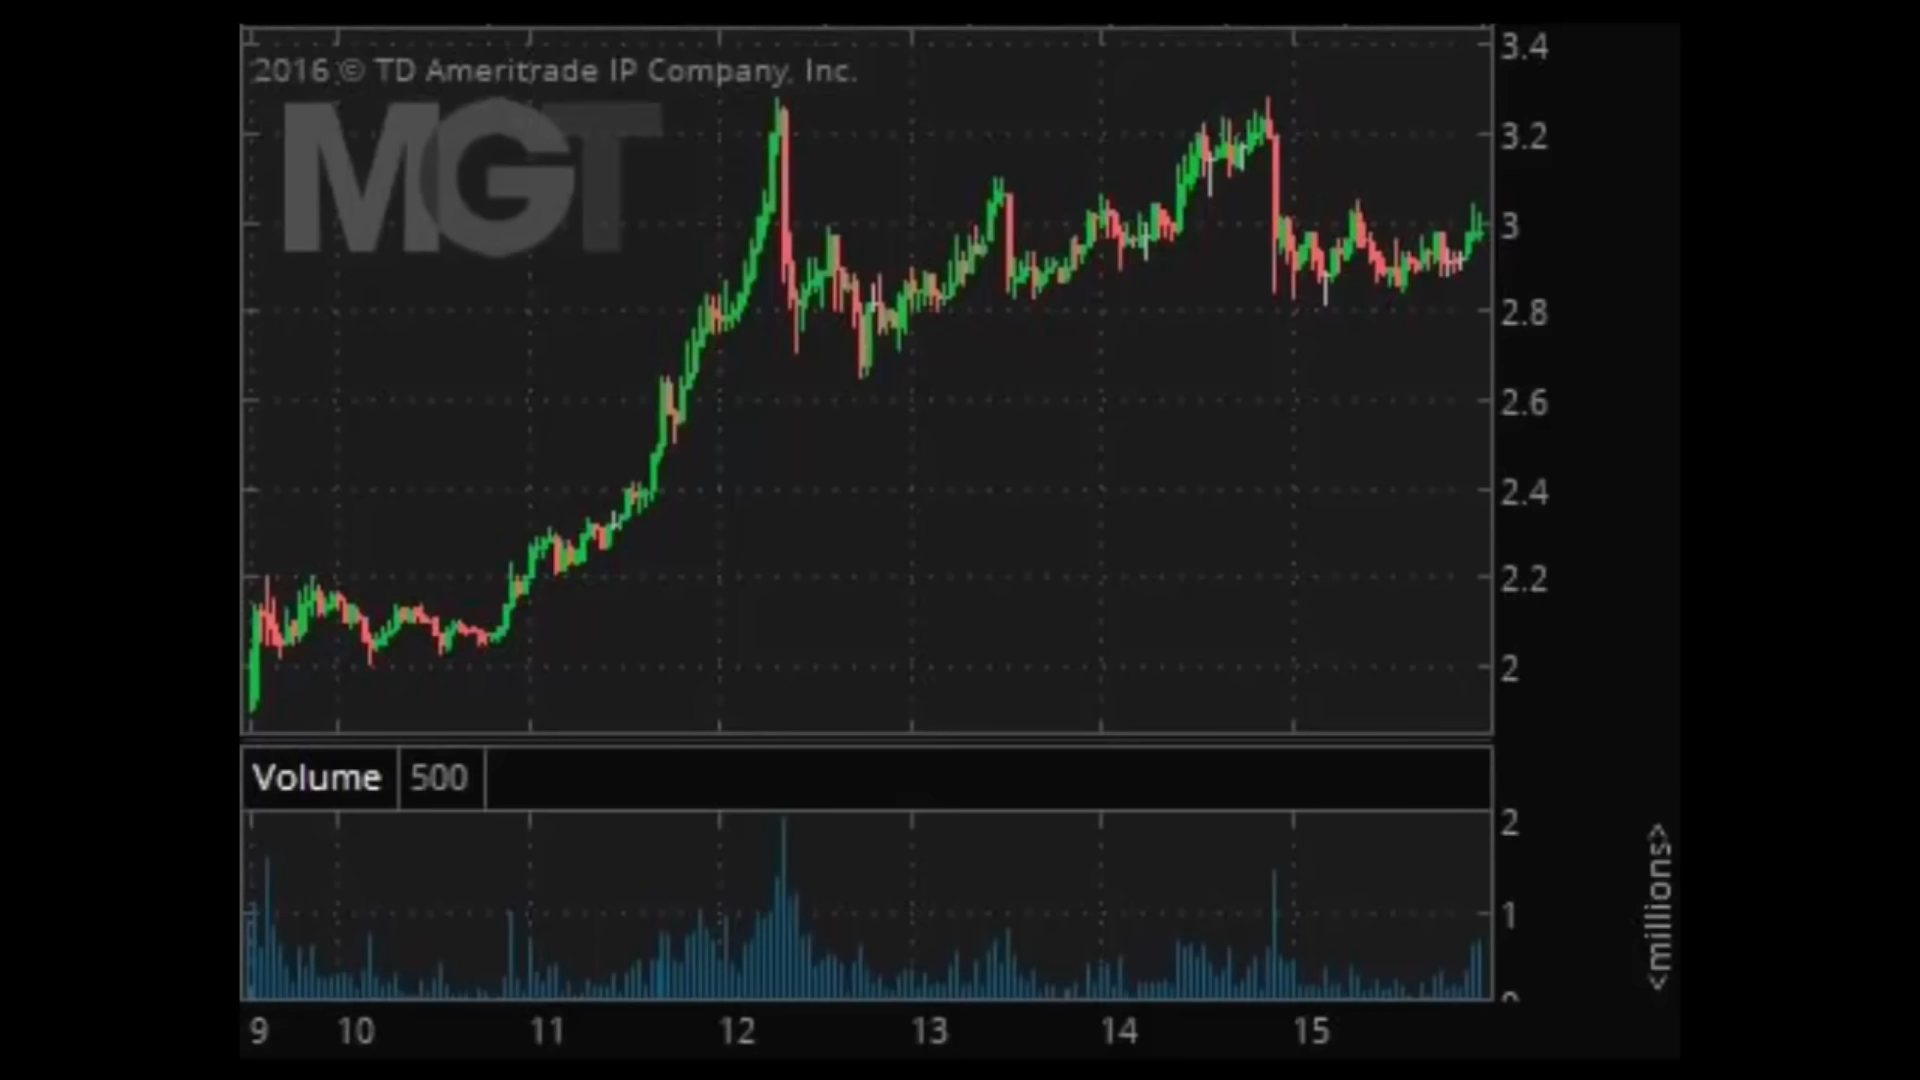 3.4
2016 © TD Ameritrade IP Company, Inc.
MGT
3.2
3
2.8
2.6
2.4
2.2
2
Volume 500
2
1
0
<millions>
9 10 11 12 13 14 15